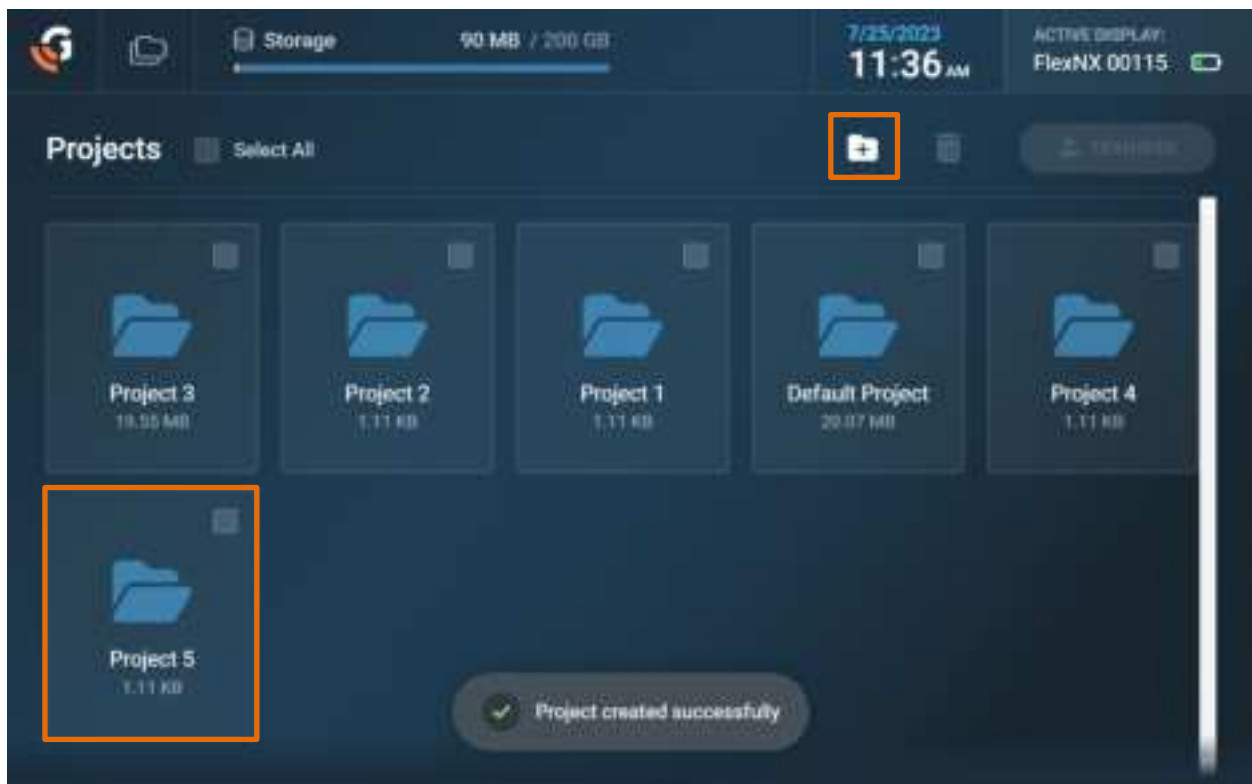 Storage 90 MB / 200 GB
7/25/2023
11:36 AM
ACTIVE DISPLAY:
FlexNX 00115
Projects Select All
TRANSFER
Project 3 Project 2 Project 1 Default Project Project 4
19.55 MB 1.11 KB 1.11 KB 20.07 MB 1.11 KB
Project 5
1.11 KB
Project created successfully